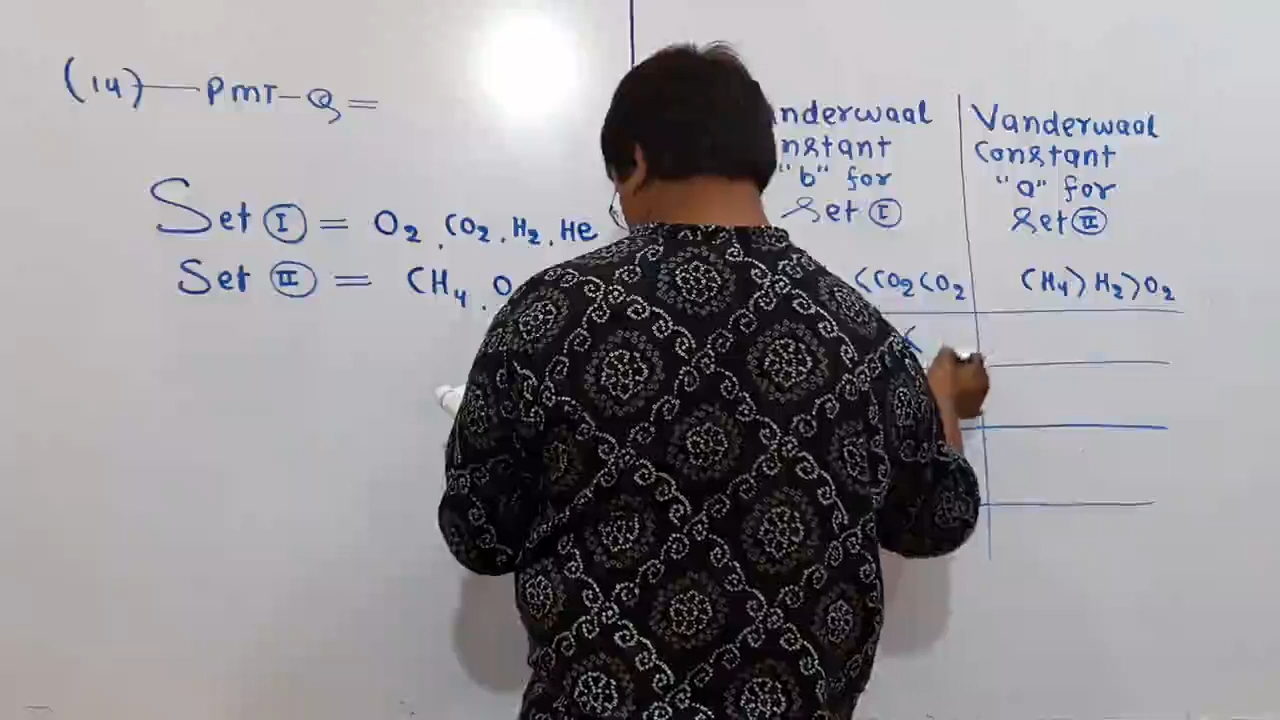 (14) — PMT - Q =
Set I = O2, CO2, H2, He
Set II = CH4, O
nderwaal
nstant
"b" for
Set I
<CO2<O2
<
Vanderwaal
Constant
"a" for
Set II
CH4>H2>O2